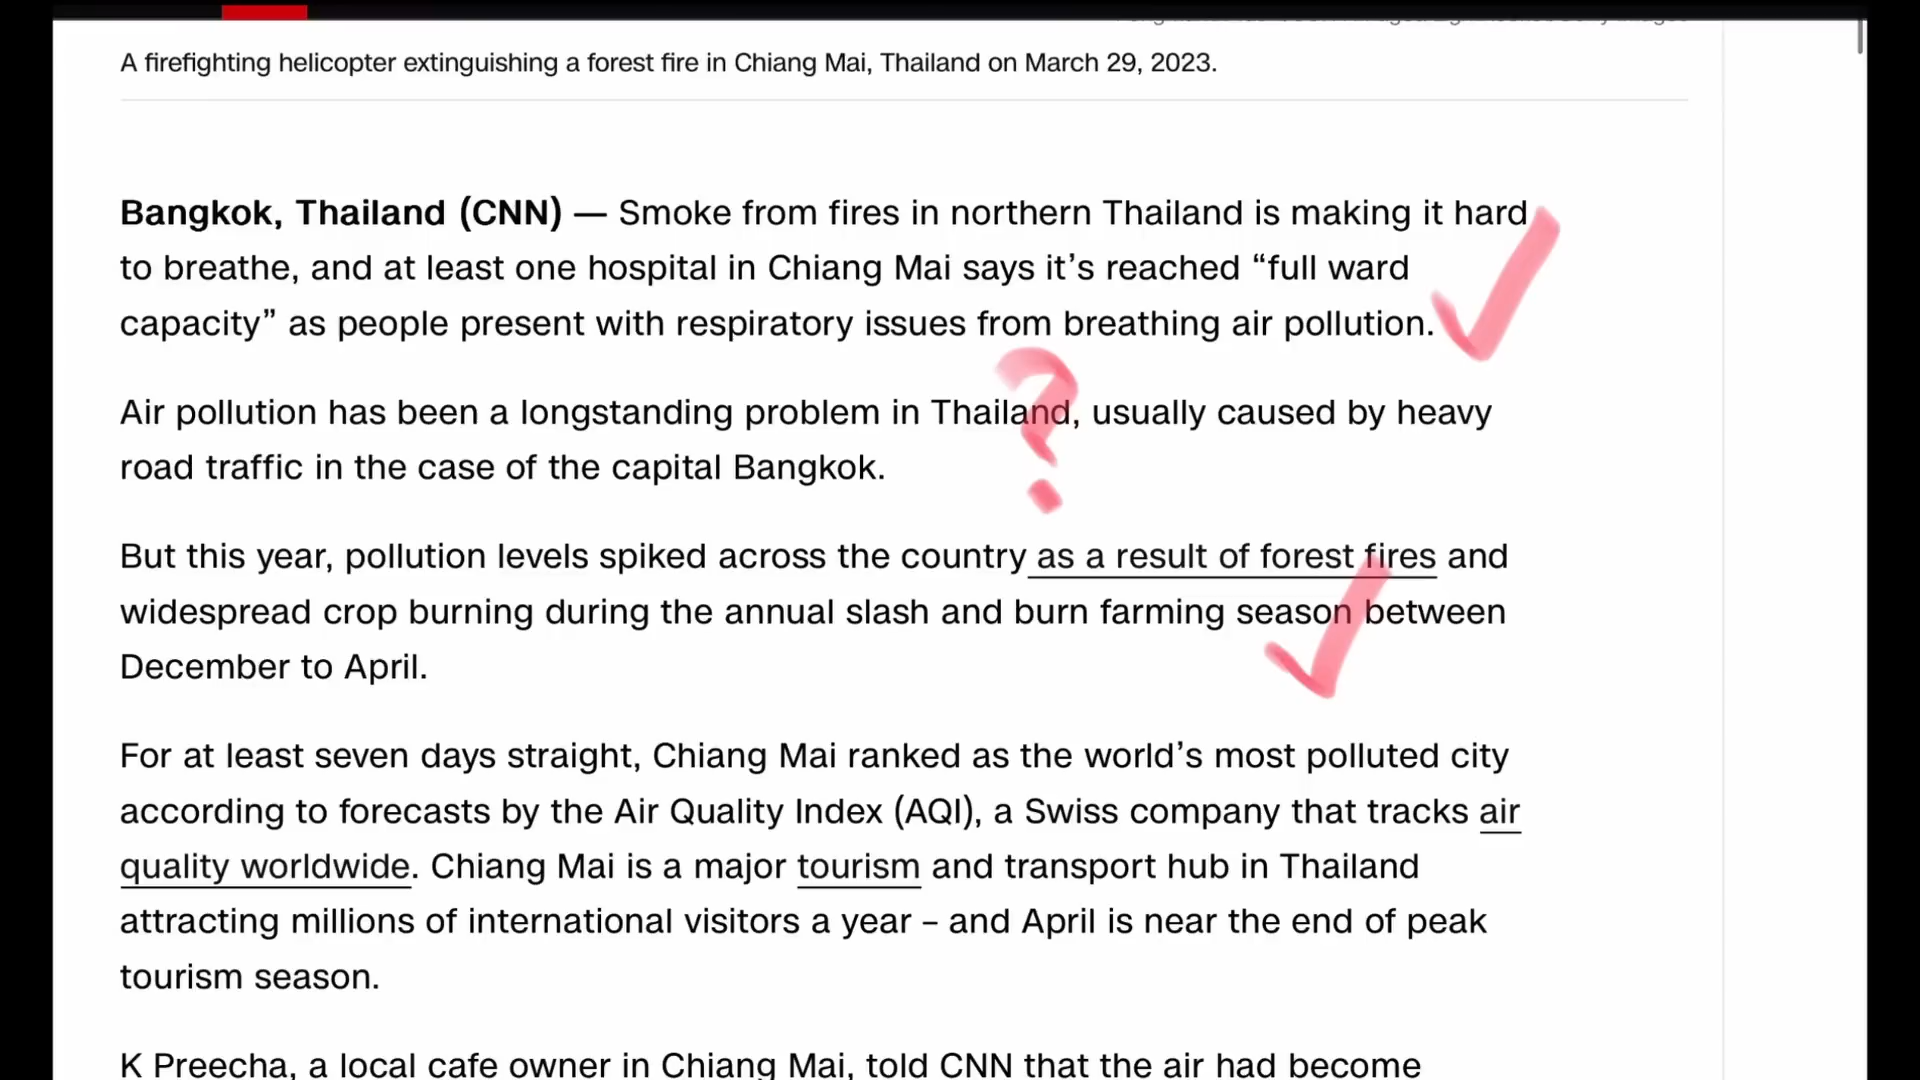 A firefighting helicopter extinguishing a forest fire in Chiang Mai, Thailand on March 29, 2023.
Bangkok, Thailand (CNN) — Smoke from fires in northern Thailand is making it hard
to breathe, and at least one hospital in Chiang Mai says it’s reached “full ward
capacity” as people present with respiratory issues from breathing air pollution.
?
Air pollution has been a longstanding problem in Thailand, usually caused by heavy
road traffic in the case of the capital Bangkok.
But this year, pollution levels spiked across the country as a result of forest fires and
widespread crop burning during the annual slash and burn farming season between
December to April.
For at least seven days straight, Chiang Mai ranked as the world’s most polluted city
according to forecasts by the Air Quality Index (AQI), a Swiss company that tracks air
quality worldwide. Chiang Mai is a major tourism and transport hub in Thailand
attracting millions of international visitors a year – and April is near the end of peak
tourism season.
K Preecha, a local cafe owner in Chiang Mai, told CNN that the air had become